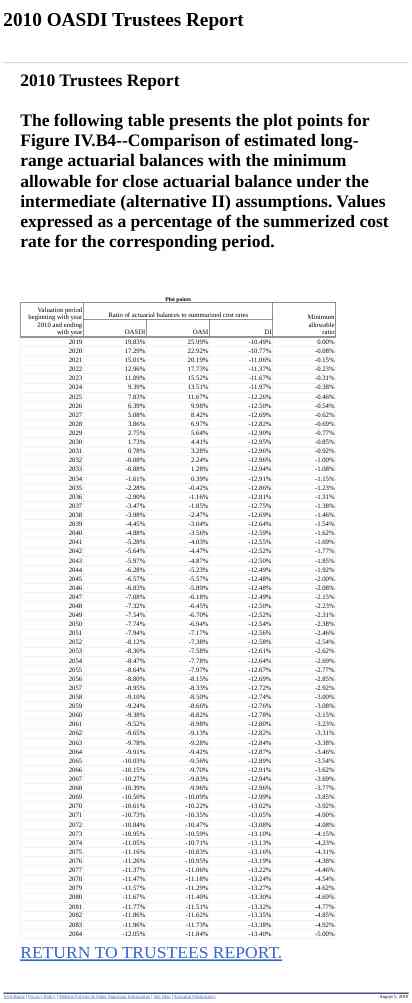 2010 OASDI Trustees Report
2010 Trustees Report
The following table presents the plot points for
Figure IV.B4--Comparison of estimated long-
range actuarial balances with the minimum
allowable for close actuarial balance under the
intermediate (alternative II) assumptions. Values
expressed as a percentage of the summerized cost
rate for the corresponding period.
Plot points
Valuation period
beginning with year
2010 and ending
with year
Ratio of actuarial balances to summarized cost rates
Minimum
allowable
ratio
OASDI OASI DI
2019 19.83% 25.99% -10.49% 0.00%
2020 17.29% 22.92% -10.77% -0.08%
2021 15.01% 20.19% -11.06% -0.15%
2022 12.96% 17.73% -11.37% -0.23%
2023 11.09% 15.52% -11.67% -0.31%
2024 9.39% 13.51% -11.97% -0.38%
2025 7.83% 11.67% -12.26% -0.46%
2026 6.39% 9.98% -12.50% -0.54%
2027 5.08% 8.42% -12.69% -0.62%
2028 3.86% 6.97% -12.82% -0.69%
2029 2.75% 5.64% -12.90% -0.77%
2030 1.73% 4.41% -12.95% -0.85%
2031 0.78% 3.28% -12.96% -0.92%
2032 -0.08% 2.24% -12.96% -1.00%
2033 -0.88% 1.28% -12.94% -1.08%
2034 -1.61% 0.39% -12.91% -1.15%
2035 -2.28% -0.42% -12.86% -1.23%
2036 -2.90% -1.16% -12.81% -1.31%
2037 -3.47% -1.85% -12.75% -1.38%
2038 -3.98% -2.47% -12.69% -1.46%
2039 -4.45% -3.04% -12.64% -1.54%
2040 -4.88% -3.56% -12.59% -1.62%
2041 -5.28% -4.03% -12.55% -1.69%
2042 -5.64% -4.47% -12.52% -1.77%
2043 -5.97% -4.87% -12.50% -1.85%
2044 -6.28% -5.23% -12.49% -1.92%
2045 -6.57% -5.57% -12.48% -2.00%
2046 -6.83% -5.89% -12.48% -2.08%
2047 -7.08% -6.18% -12.49% -2.15%
2048 -7.32% -6.45% -12.50% -2.23%
2049 -7.54% -6.70% -12.52% -2.31%
2050 -7.74% -6.94% -12.54% -2.38%
2051 -7.94% -7.17% -12.56% -2.46%
2052 -8.12% -7.38% -12.58% -2.54%
2053 -8.30% -7.58% -12.61% -2.62%
2054 -8.47% -7.78% -12.64% -2.69%
2055 -8.64% -7.97% -12.67% -2.77%
2056 -8.80% -8.15% -12.69% -2.85%
2057 -8.95% -8.33% -12.72% -2.92%
2058 -9.10% -8.50% -12.74% -3.00%
2059 -9.24% -8.66% -12.76% -3.08%
2060 -9.38% -8.82% -12.78% -3.15%
2061 -9.52% -8.98% -12.80% -3.23%
2062 -9.65% -9.13% -12.82% -3.31%
2063 -9.78% -9.28% -12.84% -3.38%
2064 -9.91% -9.42% -12.87% -3.46%
2065 -10.03% -9.56% -12.89% -3.54%
2066 -10.15% -9.70% -12.91% -3.62%
2067 -10.27% -9.83% -12.94% -3.69%
2068 -10.39% -9.96% -12.96% -3.77%
2069 -10.50% -10.09% -12.99% -3.85%
2070 -10.61% -10.22% -13.02% -3.92%
2071 -10.73% -10.35% -13.05% -4.00%
2072 -10.84% -10.47% -13.08% -4.08%
2073 -10.95% -10.59% -13.10% -4.15%
2074 -11.05% -10.71% -13.13% -4.23%
2075 -11.16% -10.83% -13.16% -4.31%
2076 -11.26% -10.95% -13.19% -4.38%
2077 -11.37% -11.06% -13.22% -4.46%
2078 -11.47% -11.18% -13.24% -4.54%
2079 -11.57% -11.29% -13.27% -4.62%
2080 -11.67% -11.40% -13.30% -4.69%
2081 -11.77% -11.51% -13.32% -4.77%
2082 -11.86% -11.62% -13.35% -4.85%
2083 -11.96% -11.73% -13.38% -4.92%
2084 -12.05% -11.84% -13.40% -5.00%
RETURN TO TRUSTEES REPORT.
August 5, 2010